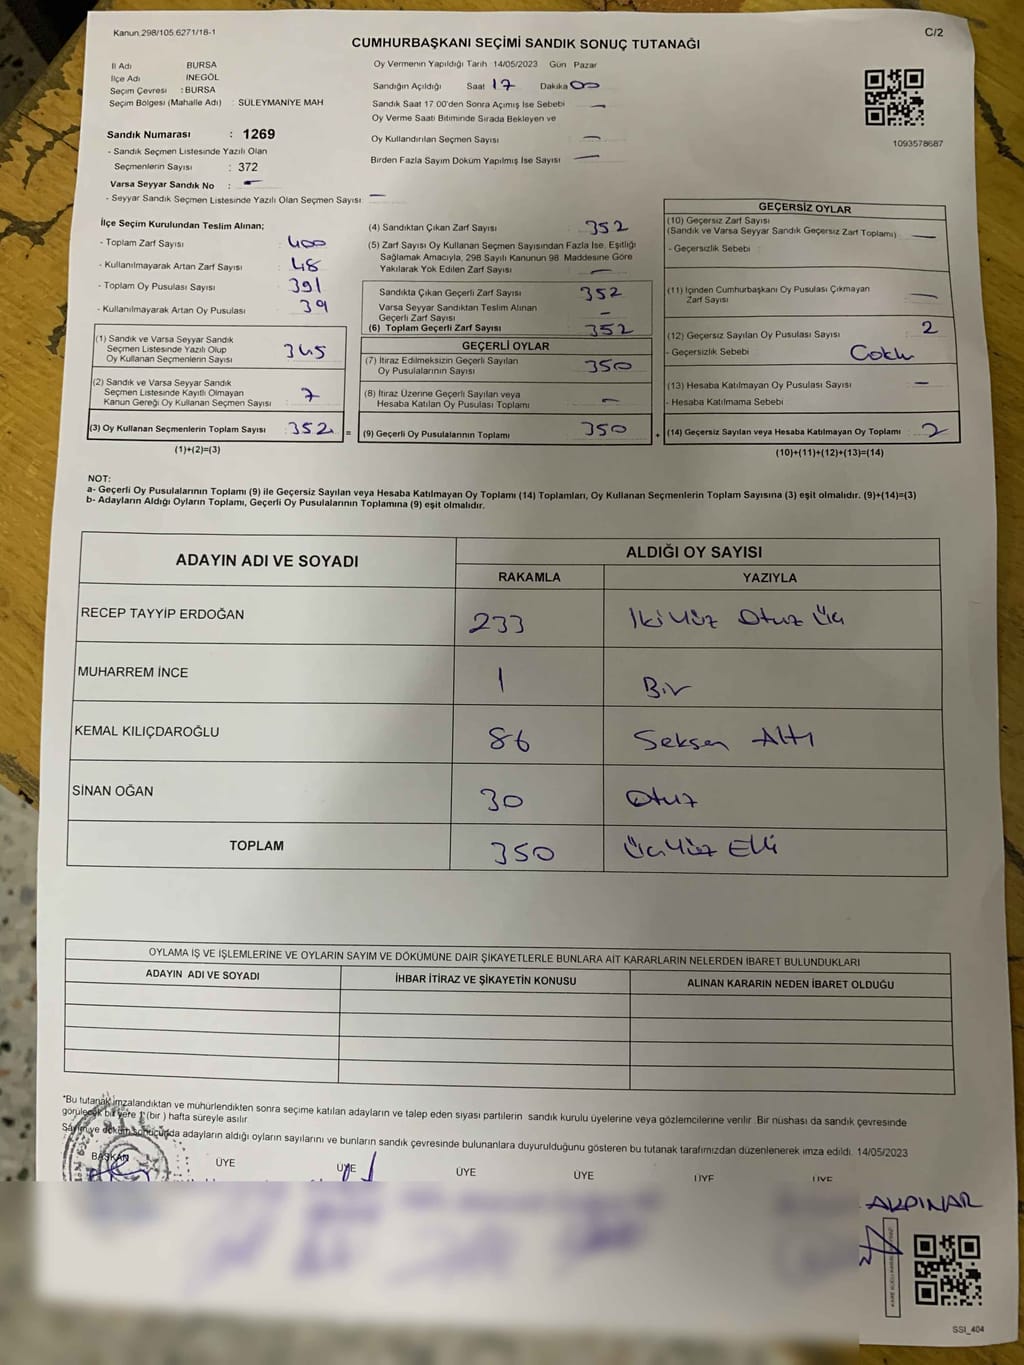 Kanun.298/105.6271/18-1
C/2
CUMHURBAŞKANI SEÇİMİ SANDIK SONUÇ TUTANAĞI
İl Adı BURSA
İlçe Adı İNEGÖL
Seçim Çevresi : BURSA
Seçim Bölgesi (Mahalle Adı) : SÜLEYMANİYE MAH
Oy Vermenin Yapıldığı Tarih 14/05/2023 Gün Pazar
Sandığın Açıldığı Saat 17 Dakika 00
Sandık Saat 17 00'den Sonra Açımış İse Sebebi —
Oy Verme Saati Bitiminde Sırada Bekleyen ve
Oy Kullandırılan Seçmen Sayısı —
Birden Fazla Sayım Döküm Yapılmış İse Sayısı —
1093578687
Sandık Numarası : 1269
- Sandık Seçmen Listesinde Yazılı Olan
Seçmenlerin Sayısı : 372
Varsa Seyyar Sandık No : —
- Seyyar Sandık Seçmen Listesinde Yazılı Olan Seçmen Sayısı —
İlçe Seçim Kurulundan Teslim Alınan;
- Toplam Zarf Sayısı 400
- Kullanılmayarak Artan Zarf Sayısı 48
- Toplam Oy Pusulası Sayısı 391
- Kullanılmayarak Artan Oy Pusulası 39
(1) Sandık ve Varsa Seyyar Sandık
Seçmen Listesinde Yazılı Olup
Oy Kullanan Seçmenlerin Sayısı 345
(2) Sandık ve Varsa Seyyar Sandık
Seçmen Listesinde Kayıtlı Olmayan
Kanun Gereği Oy Kullanan Seçmen Sayısı 7
(3) Oy Kullanan Seçmenlerin Toplam Sayısı 352 =
(1)+(2)=(3)
(4) Sandıktan Çıkan Zarf Sayısı 352
(5) Zarf Sayısı Oy Kullanan Seçmen Sayısından Fazla İse, Eşitliği
Sağlamak Amacıyla, 298 Sayılı Kanunun 98. Maddesine Göre
Yakılarak Yok Edilen Zarf Sayısı —
Sandıkta Çıkan Geçerli Zarf Sayısı 352
Varsa Seyyar Sandıktan Teslim Alınan
Geçerli Zarf Sayısı —
(6) Toplam Geçerli Zarf Sayısı 352
GEÇERLİ OYLAR
(7) İtiraz Edilmeksizin Geçerli Sayılan
Oy Pusulalarının Sayısı 350
(8) İtiraz Üzerine Geçerli Sayılan veya
Hesaba Katılan Oy Pusulaları Toplamı —
(9) Geçerli Oy Pusulalarının Toplamı 350 +
GEÇERSİZ OYLAR
(10) Geçersiz Zarf Sayısı
(Sandık ve Varsa Seyyar Sandık Geçersiz Zarf Toplamı) —
- Geçersizlik Sebebi :
(11) İçinden Cumhurbaşkanı Oy Pusulası Çıkmayan
Zarf Sayısı —
(12) Geçersiz Sayılan Oy Pusulası Sayısı 2
- Geçersizlik Sebebi
(13) Hesaba Katılmayan Oy Pusulası Sayısı —
- Hesaba Katılmama Sebebi
(14) Geçersiz Sayılan veya Hesaba Katılmayan Oy Toplamı : 2
(10)+(11)+(12)+(13)=(14)
NOT:
a- Geçerli Oy Pusulalarının Toplamı (9) ile Geçersiz Sayılan veya Hesaba Katılmayan Oy Toplamı (14) Toplamları, Oy Kullanan Seçmenlerin Toplam Sayısına (3) eşit olmalıdır. (9)+(14)=(3)
b- Adayların Aldığı Oyların Toplamı, Geçerli Oy Pusulalarının Toplamına (9) eşit olmalıdır.
ADAYIN ADI VE SOYADI
ALDIĞI OY SAYISI
RAKAMLA YAZIYLA
RECEP TAYYİP ERDOĞAN 233 İki Yüz Otuz Üç
MUHARREM İNCE 1 Bir
KEMAL KILIÇDAROĞLU 86 Seksen Altı
SİNAN OĞAN 30 Otuz
TOPLAM 350 Üç Yüz Elli
OYLAMA İŞ VE İŞLEMLERİNE VE OYLARIN SAYIM VE DÖKÜMÜNE DAİR ŞİKAYETLERLE BUNLARA AİT KARARLARIN NELERDEN İBARET BULUNDUKLARI
ADAYIN ADI VE SOYADI İHBAR İTİRAZ VE ŞİKAYETİN KONUSU ALINAN KARARIN NEDEN İBARET OLDUĞU
*Bu tutanak imzalandıktan ve mühürlendikten sonra seçime katılan adayların ve talep eden siyasi partilerin sandık kurulu üyelerine veya gözlemcilerine verilir. Bir nüshası da sandık çevresinde
görülecek bir yere 1 (bir) hafta süreyle asılır.
Sayım ve döküm sonucunda adayların aldığı oyların sayılarını ve bunların sandık çevresinde bulunanlara duyurulduğunu gösteren bu tutanak tarafımızdan düzenlenerek imza edildi. 14/05/2023
BAŞKAN ÜYE ÜYE ÜYE ÜYE ÜYE ÜYE
AKPINAR
SSI_404